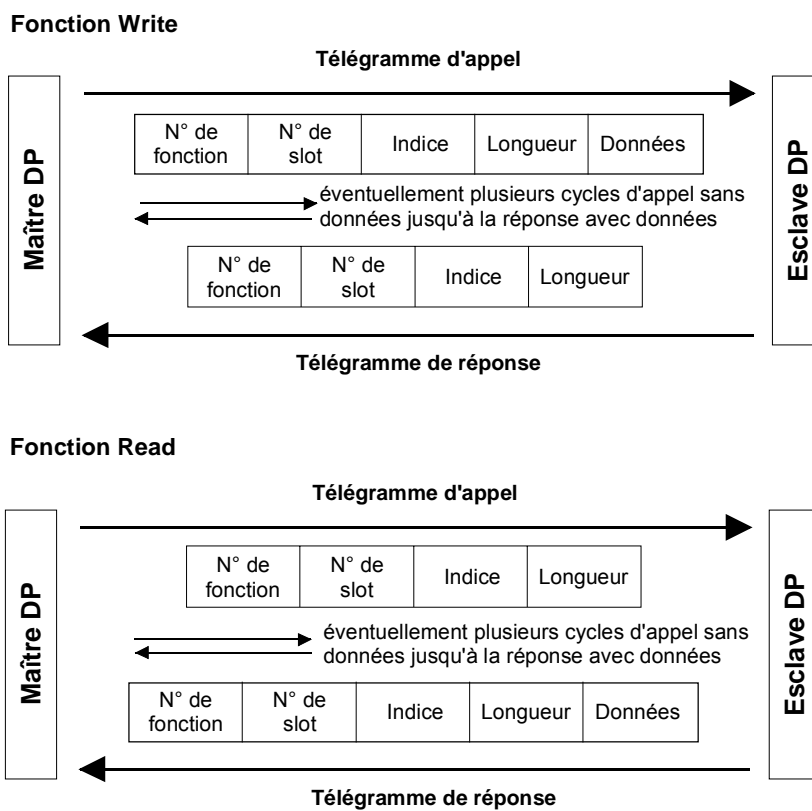 Fonction Write
Télégramme d'appel
Maître DP
Esclave DP
N° de fonction
N° de slot
Indice
Longueur
Données
éventuellement plusieurs cycles d'appel sans
données jusqu'à la réponse avec données
N° de fonction
N° de slot
Indice
Longueur
Télégramme de réponse
Fonction Read
Télégramme d'appel
Maître DP
Esclave DP
N° de fonction
N° de slot
Indice
Longueur
éventuellement plusieurs cycles d'appel sans
données jusqu'à la réponse avec données
N° de fonction
N° de slot
Indice
Longueur
Données
Télégramme de réponse